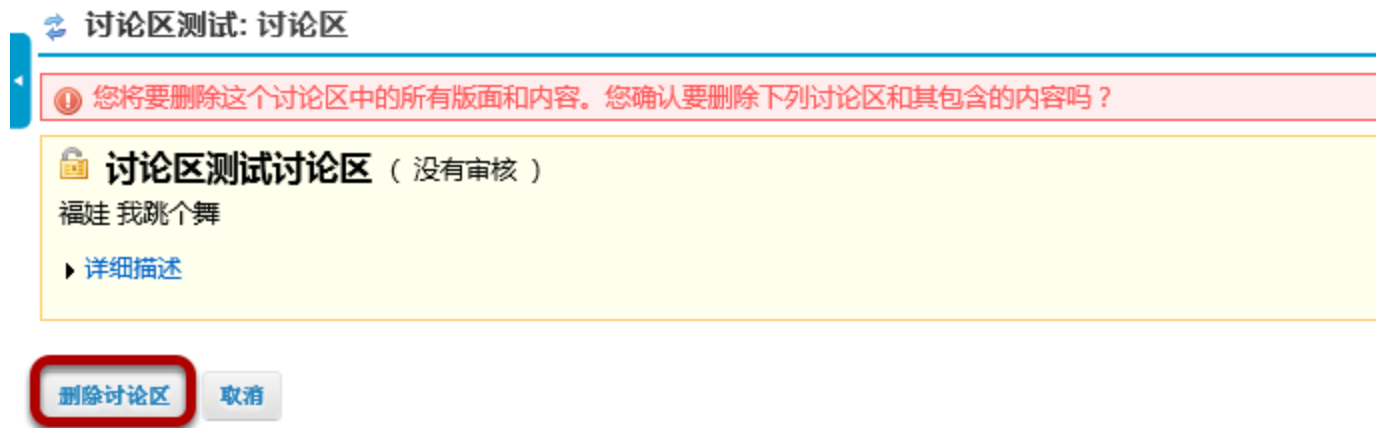 讨论区测试: 讨论区
您将要删除这个讨论区中的所有版面和内容。您确认要删除下列讨论区和其包含的内容吗？
讨论区测试讨论区 （ 没有审核 ）
福娃 我跳个舞
详细描述
删除讨论区 取消